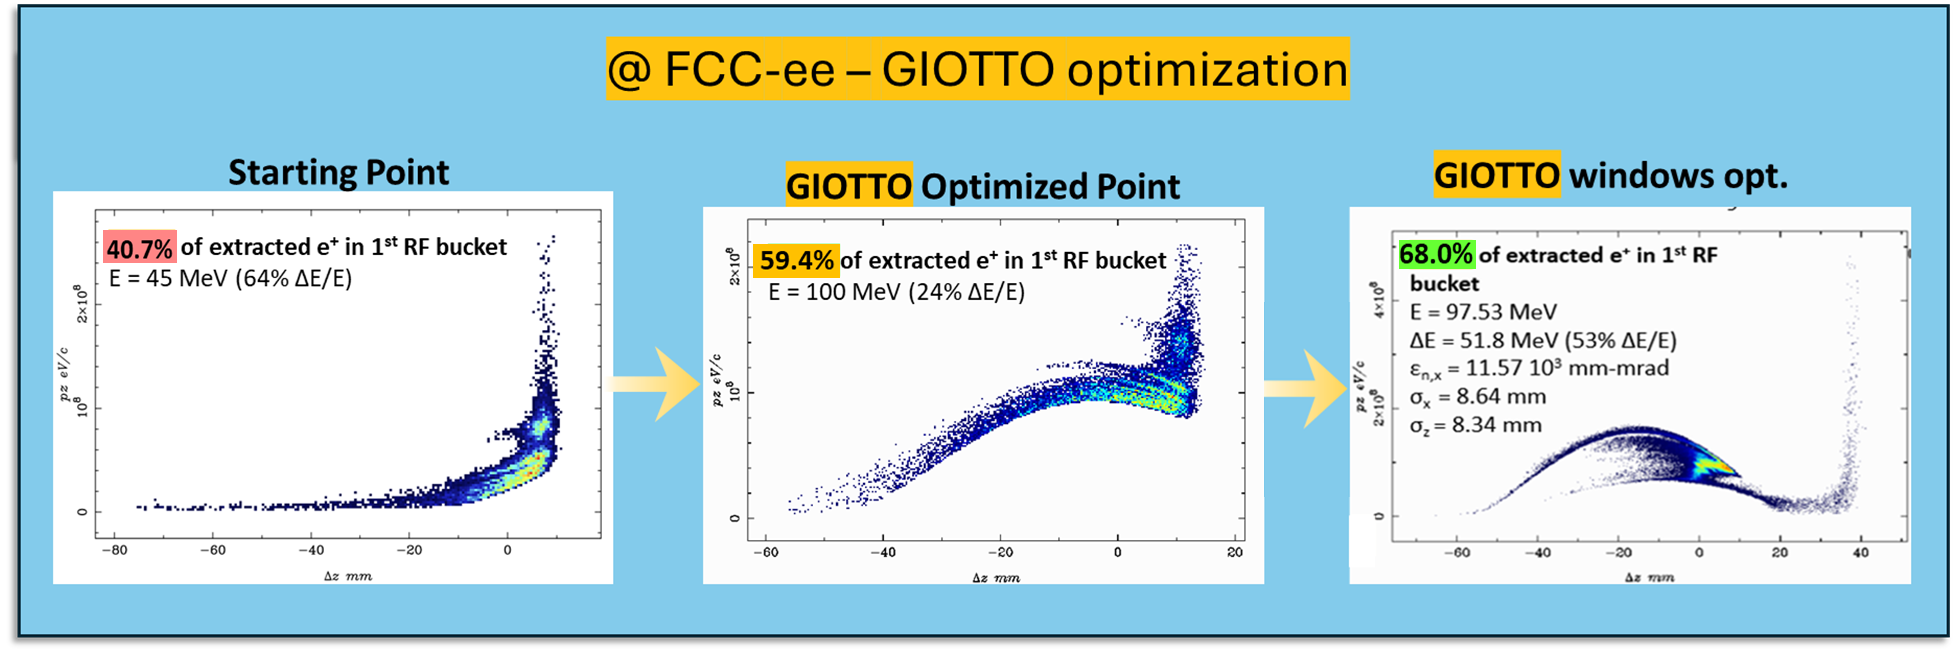 @ FCC-ee – GIOTTO optimization
Starting Point
40.7% of extracted e⁺ in 1ˢᵗ RF bucket
E = 45 MeV (64% ΔE/E)
pz eV/c
2×10⁸
10⁸
0
−80 −60 −40 −20 0
Δz mm
GIOTTO Optimized Point
59.4% of extracted e⁺ in 1ˢᵗ RF bucket
E = 100 MeV (24% ΔE/E)
pz eV/c
2×10⁸
10⁸
0
−60 −40 −20 0 20
Δz mm
GIOTTO windows opt.
68.0% of extracted e⁺ in 1ˢᵗ RF
bucket
E = 97.53 MeV
ΔE = 51.8 MeV (53% ΔE/E)
εₙ,ₓ = 11.57 10³ mm-mrad
σₓ = 8.64 mm
σ_z = 8.34 mm
pz eV/c
4×10⁸
2×10⁸
0
−60 −40 −20 0 20 40
Δz mm